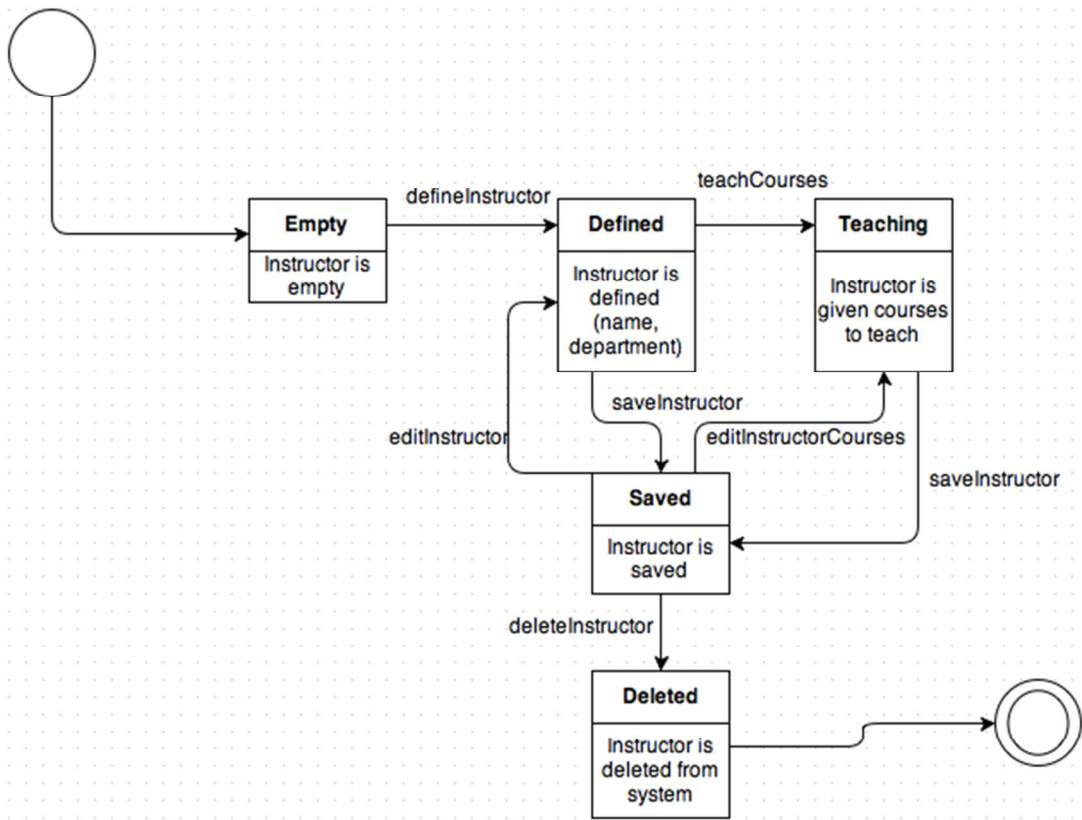 teachCourses
defineInstructor
Empty
Defined
Teaching
Instructor is
empty
Instructor is
defined
(name,
department)
Instructor is
given courses
to teach
saveInstructor
editInstructor
editInstructorCourses
saveInstructor
Saved
Instructor is
saved
deleteInstructor
Deleted
Instructor is
deleted from
system